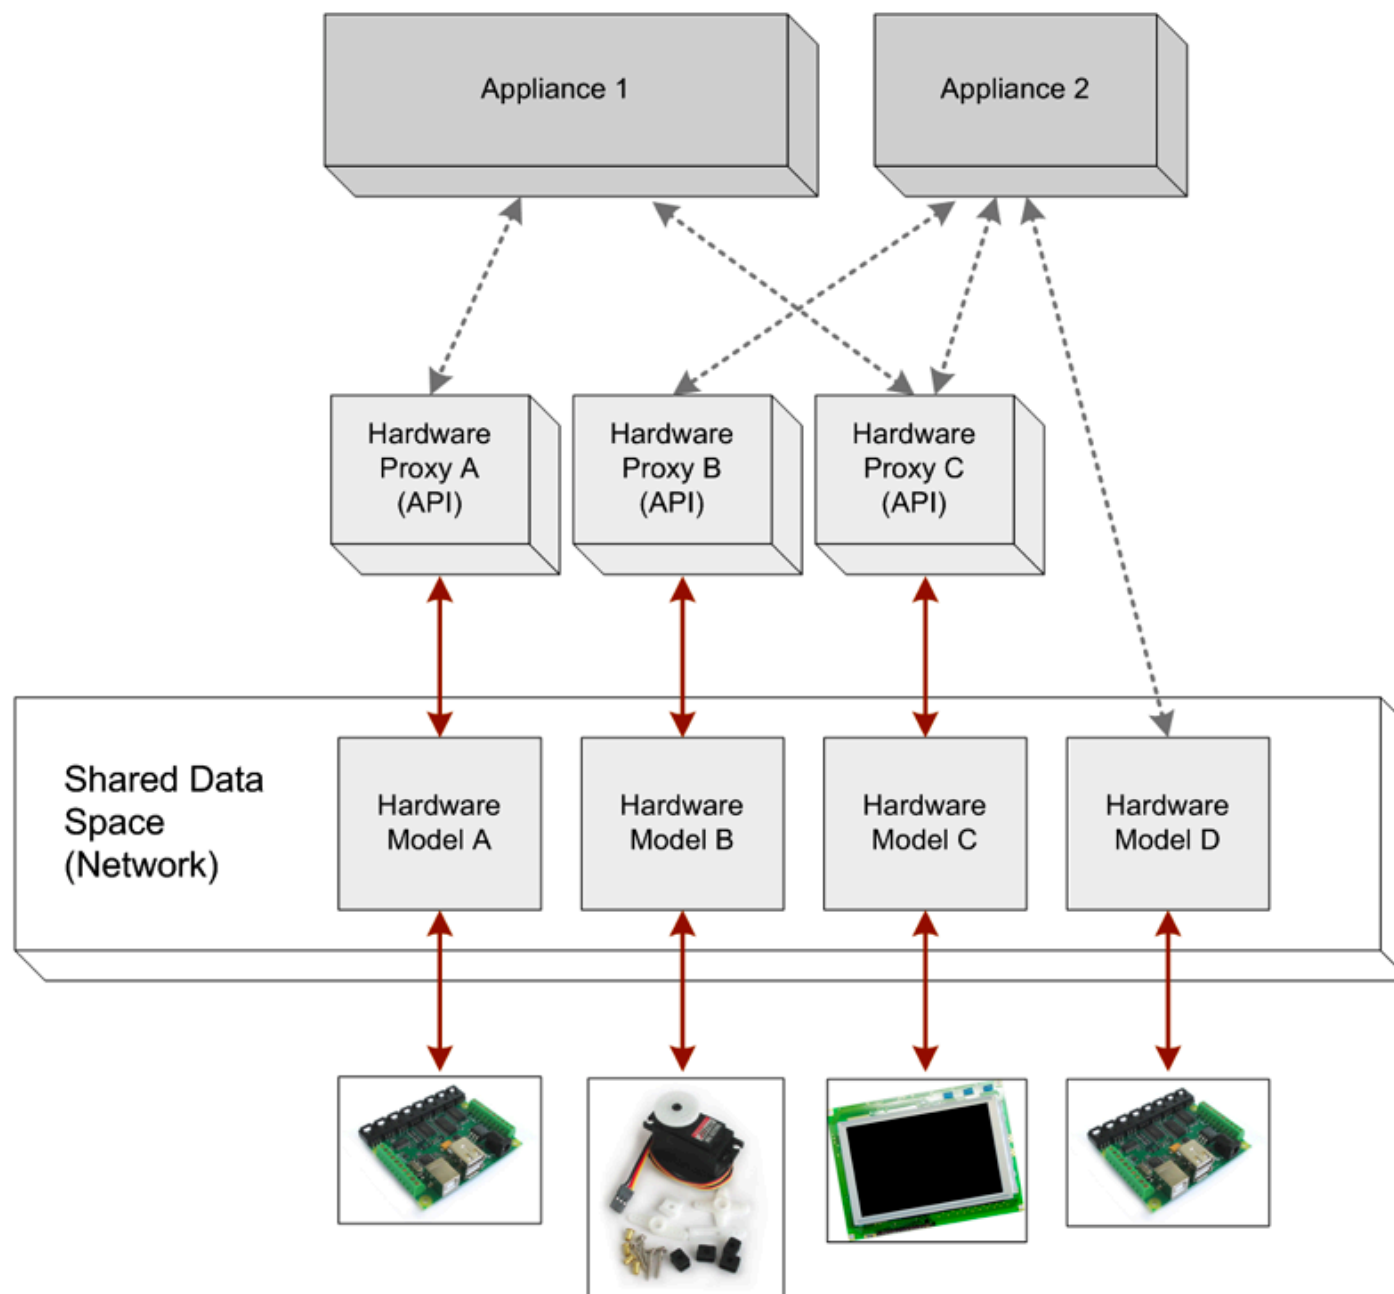 Appliance 1
Appliance 2
Hardware
Proxy A
(API)
Hardware
Proxy B
(API)
Hardware
Proxy C
(API)
Shared Data
Space
(Network)
Hardware
Model A
Hardware
Model B
Hardware
Model C
Hardware
Model D